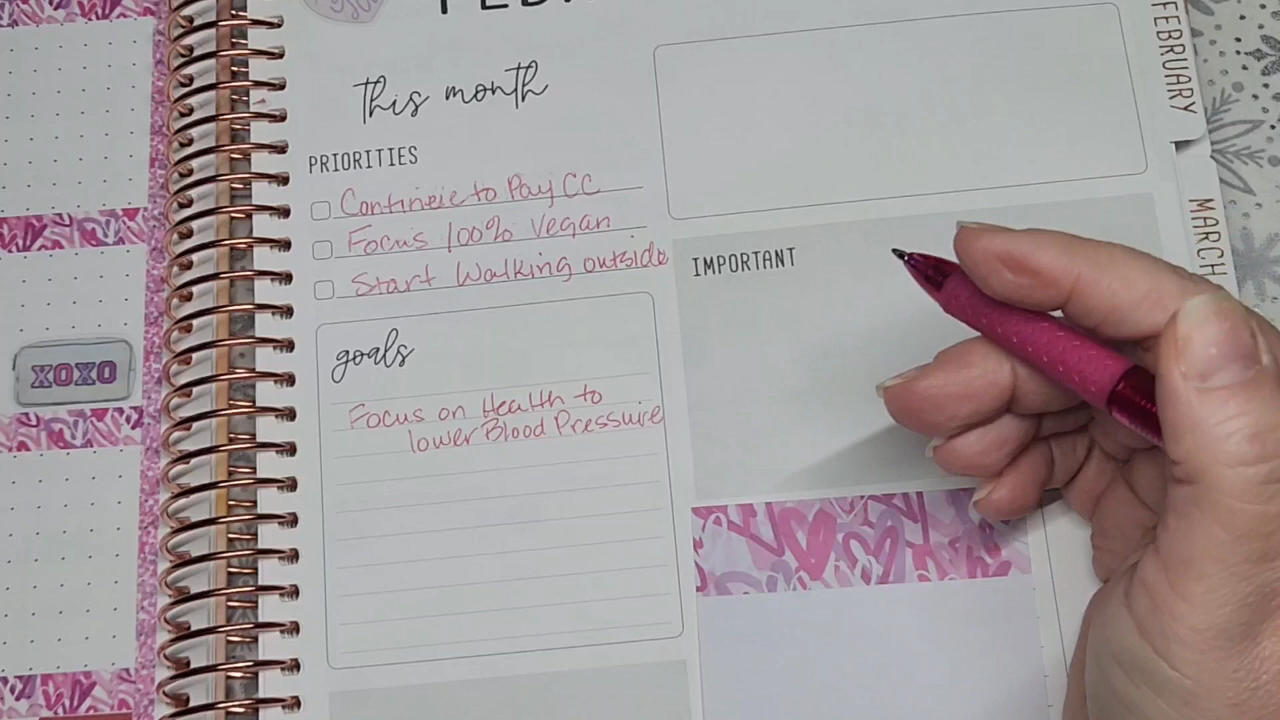 this month
PRIORITIES
Continue to Pay CC
Focus 100% Vegan
Start Walking outside
goals
Focus on Health to
lower Blood Pressure
IMPORTANT
XOXO
FEBRUARY
MARCH